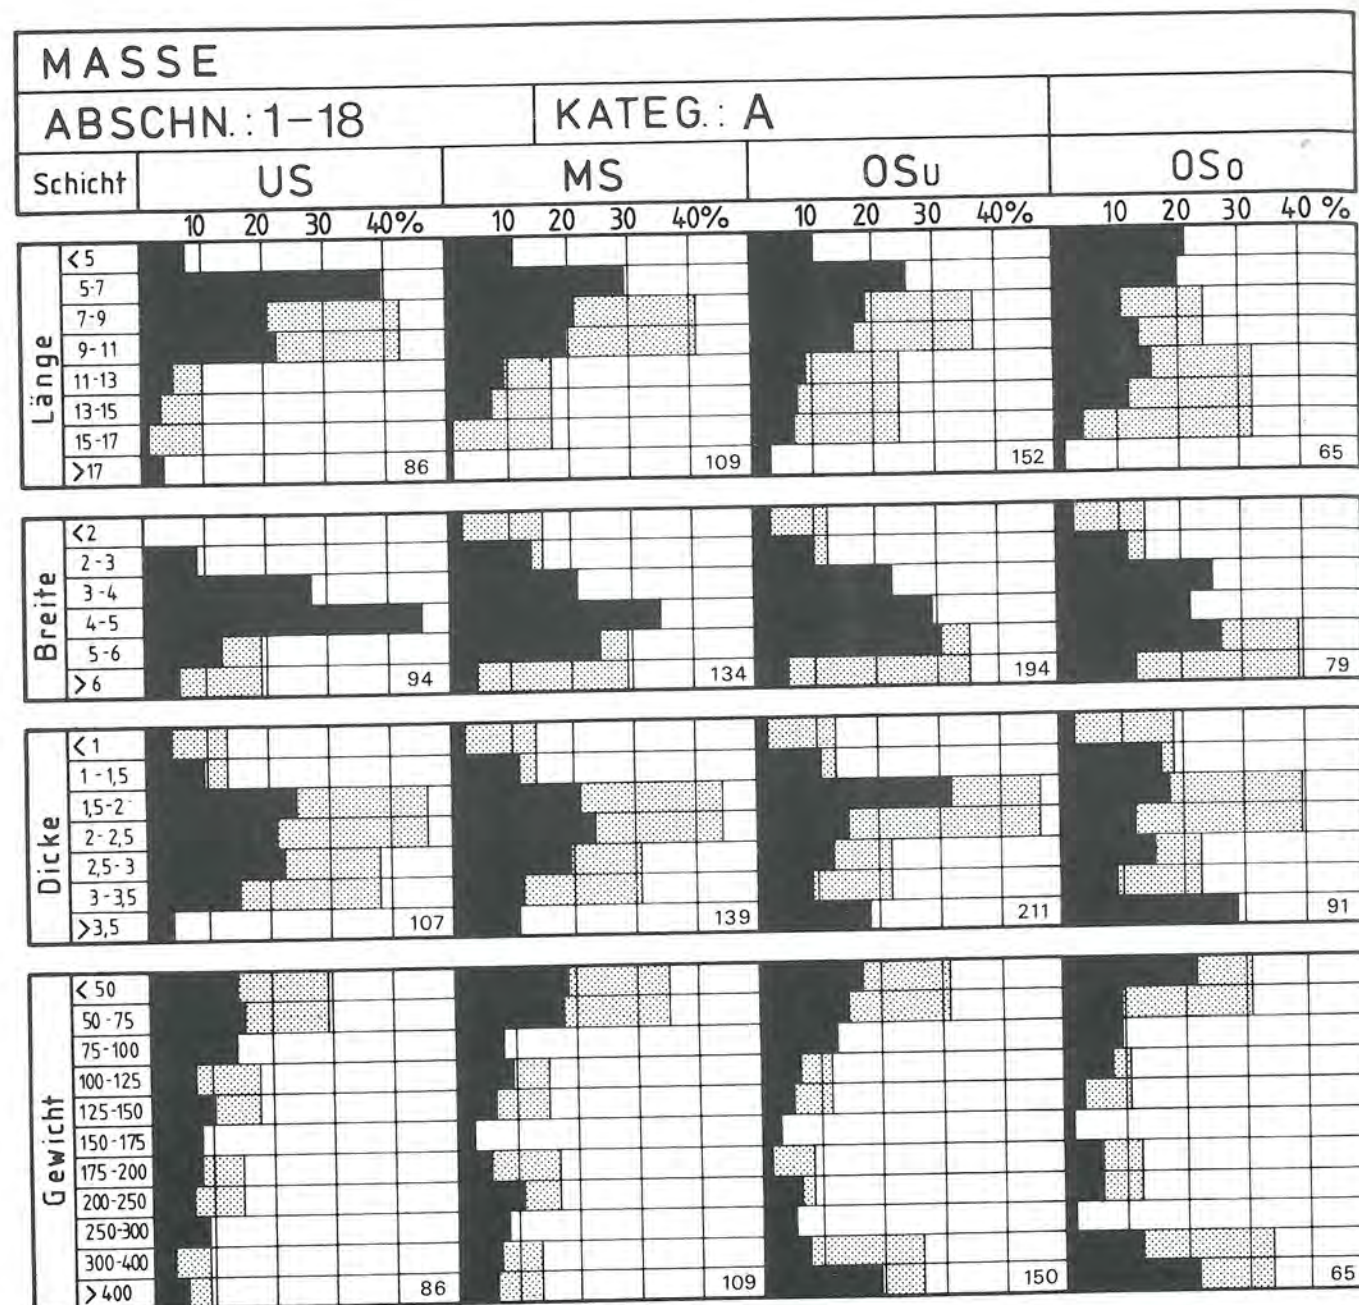 MASSE
ABSCHN.: 1-18 KATEG.: A
Schicht US MS OSu OSo
10 20 30 40% 10 20 30 40% 10 20 30 40% 10 20 30 40 %
Länge
<5
5-7
7-9
9-11
11-13
13-15
15-17
>17 86 109 152 65
Breite
<2
2-3
3-4
4-5
5-6
>6 94 134 194 79
Dicke
<1
1-1,5
1,5-2
2-2,5
2,5-3
3-3,5
>3,5 107 139 211 91
Gewicht
<50
50-75
75-100
100-125
125-150
150-175
175-200
200-250
250-300
300-400
>400 86 109 150 65